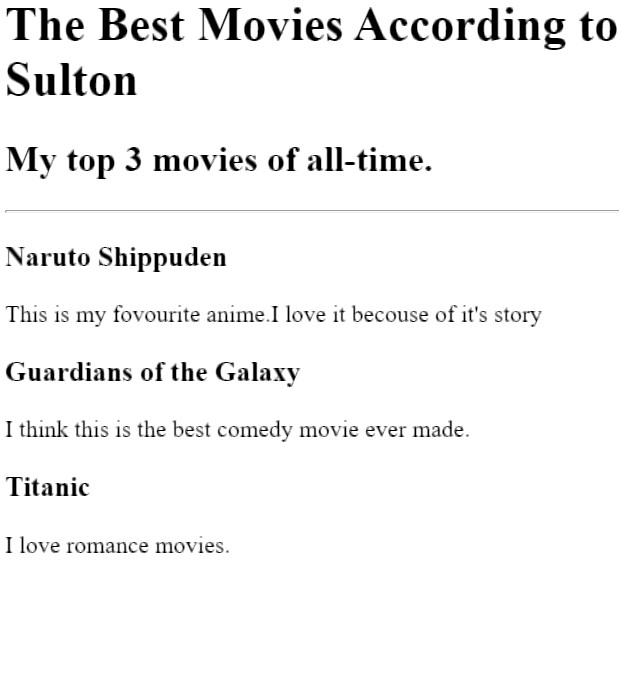 The Best Movies According to
Sulton
My top 3 movies of all-time.
Naruto Shippuden
This is my fovourite anime.I love it becouse of it's story
Guardians of the Galaxy
I think this is the best comedy movie ever made.
Titanic
I love romance movies.